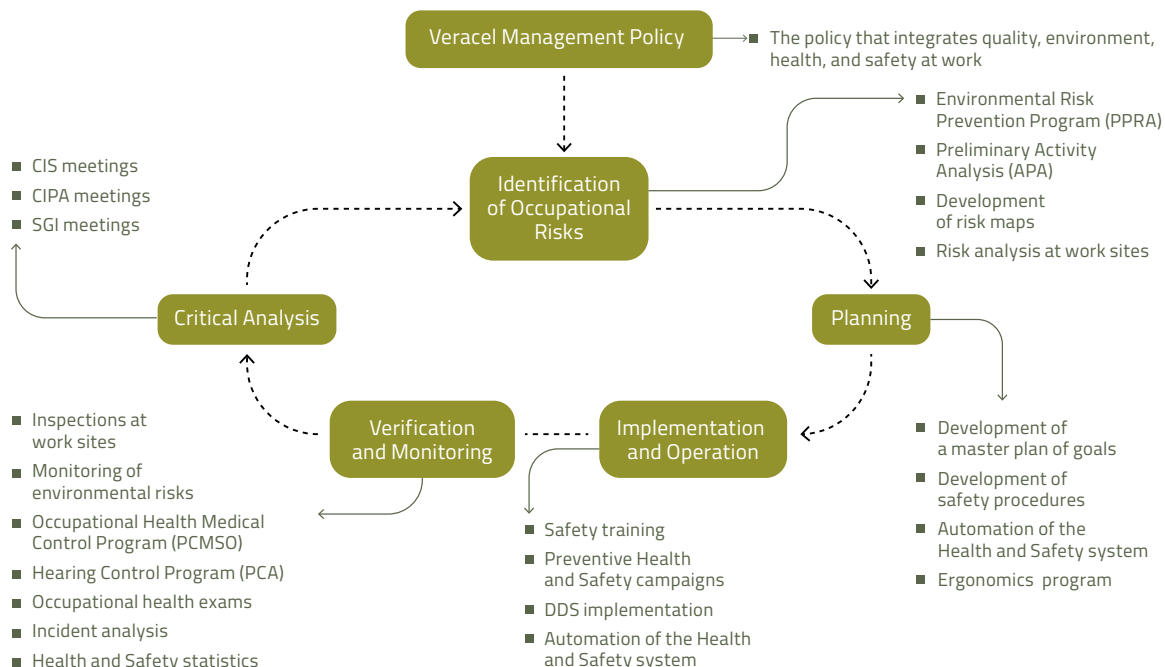 Veracel Management Policy
The policy that integrates quality, environment,
health, and safety at work
Identification
of Occupational
Risks
Environmental Risk
Prevention Program (PPRA)
Preliminary Activity
Analysis (APA)
Development
of risk maps
Risk analysis at work sites
CIS meetings
CIPA meetings
SGI meetings
Critical Analysis
Planning
Development of
a master plan of goals
Development of
safety procedures
Automation of the
Health and Safety system
Ergonomics program
Implementation
and Operation
Safety training
Preventive Health
and Safety campaigns
DDS implementation
Automation of the Health
and Safety system
Verification
and Monitoring
Inspections at
work sites
Monitoring of
environmental risks
Occupational Health Medical
Control Program (PCMSO)
Hearing Control Program (PCA)
Occupational health exams
Incident analysis
Health and Safety statistics